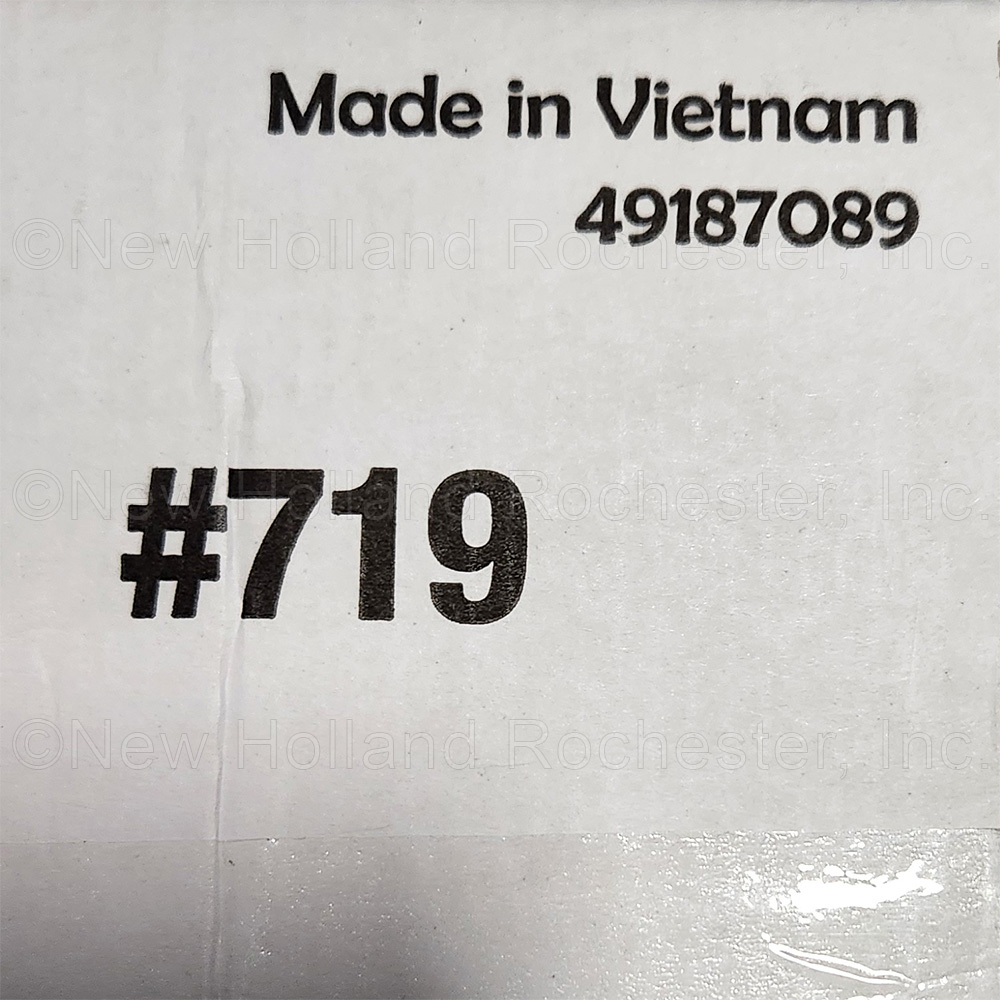 Made in Vietnam
49187089
©New Holland Rochester, Inc.
#719
©New Holland Rochester, Inc.
©New Holland Rochester, Inc.